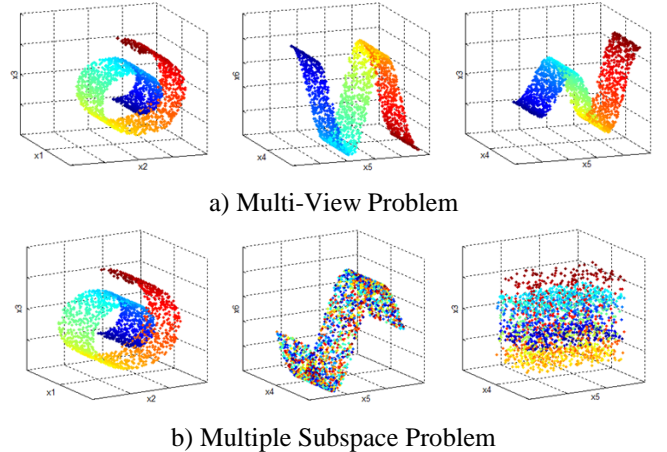 x3
x1
x2
x6
x4
x5
x3
x4
x5
a) Multi-View Problem
x3
x1
x2
x6
x4
x5
x3
x4
x5
b) Multiple Subspace Problem